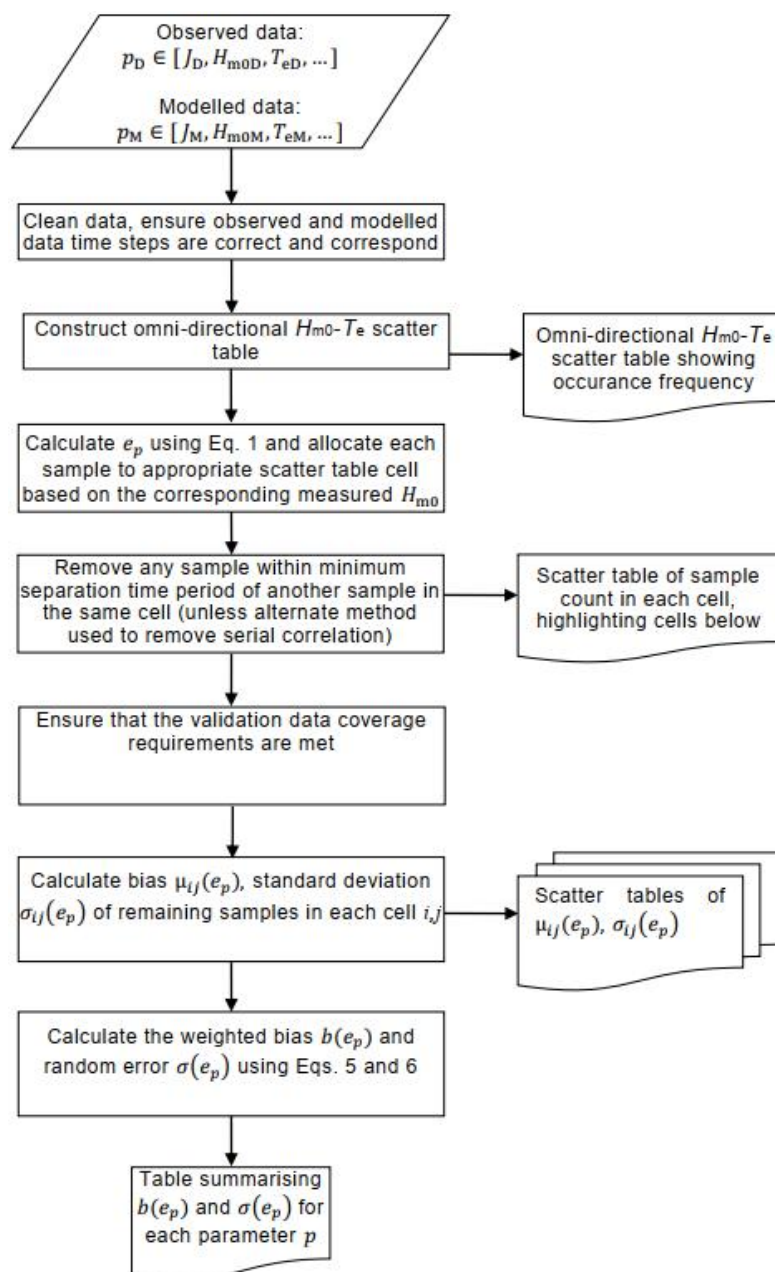 Observed data:
p_D ∈ [J_D, H_m0D, T_eD, …]
Modelled data:
p_M ∈ [J_M, H_m0M, T_eM, …]
Clean data, ensure observed and modelled
data time steps are correct and correspond
Construct omni-directional H_m0-T_e scatter
table
Omni-directional H_m0-T_e
scatter table showing
occurance frequency
Calculate e_p using Eq. 1 and allocate each
sample to appropriate scatter table cell
based on the corresponding measured H_m0
Remove any sample within minimum
separation time period of another sample in
the same cell (unless alternate method
used to remove serial correlation)
Scatter table of sample
count in each cell,
highlighting cells below
Ensure that the validation data coverage
requirements are met
Calculate bias μ_ij(e_p), standard deviation
σ_ij(e_p) of remaining samples in each cell i,j
Scatter tables of
μ_ij(e_p), σ_ij(e_p)
Calculate the weighted bias b(e_p) and
random error σ(e_p) using Eqs. 5 and 6
Table summarising
b(e_p) and σ(e_p) for
each parameter p